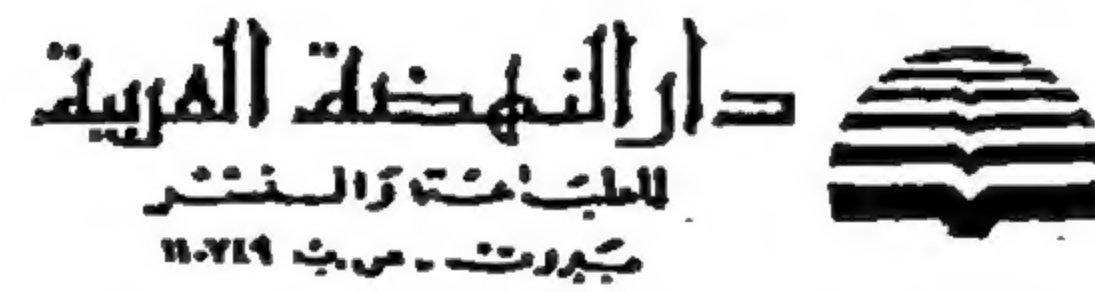 دار النهضة العربية
للطباعة والنشر
بيروت - ص.ب ١١٠٧٤٩